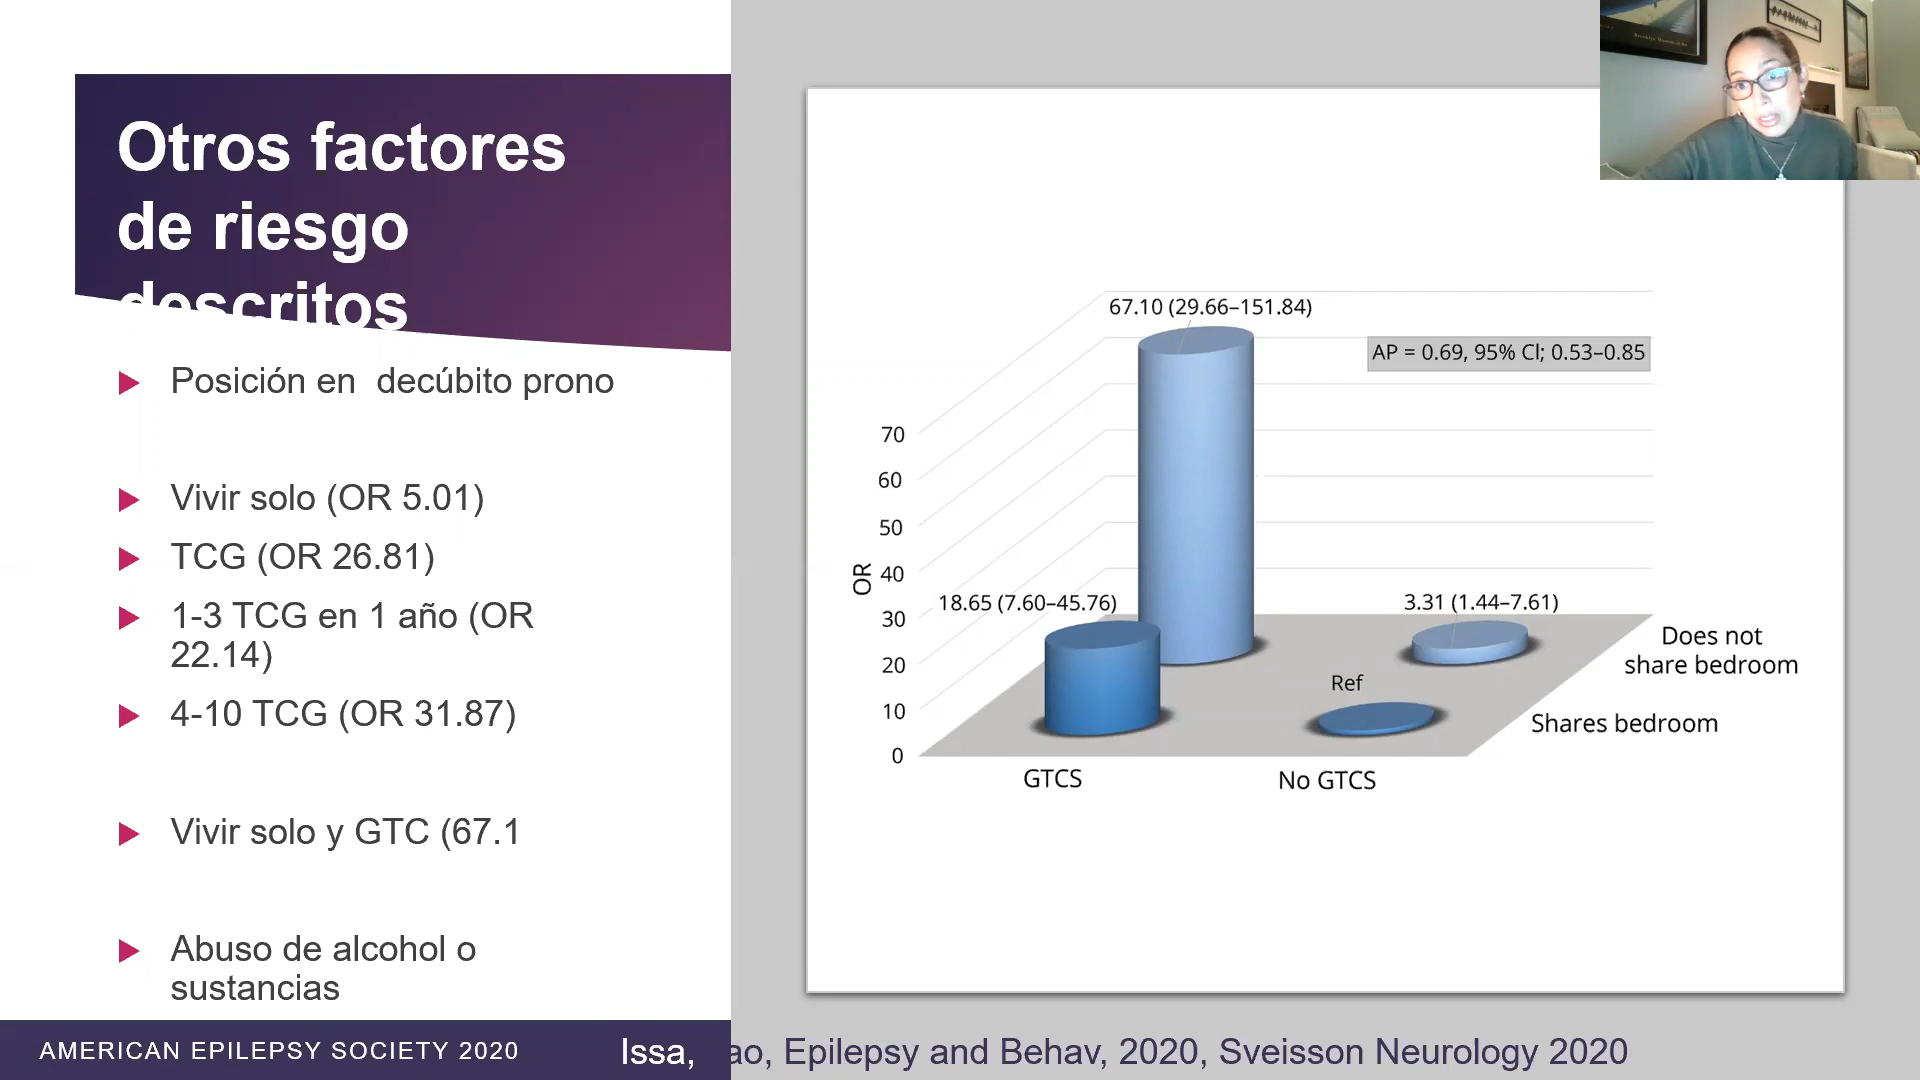 Otros factores
de riesgo
descritos
Posición en decúbito prono
Vivir solo (OR 5.01)
TCG (OR 26.81)
1-3 TCG en 1 año (OR
22.14)
4-10 TCG (OR 31.87)
Vivir solo y GTC (67.1
Abuso de alcohol o
sustancias
AMERICAN EPILEPSY SOCIETY 2020
67.10 (29.66–151.84)
AP = 0.69, 95% CI; 0.53–0.85
70
60
50
OR
40
30
20
10
0
18.65 (7.60–45.76)
3.31 (1.44–7.61)
Ref
Does not
share bedroom
Shares bedroom
GTCS
No GTCS
Issa, ao, Epilepsy and Behav, 2020, Sveisson Neurology 2020